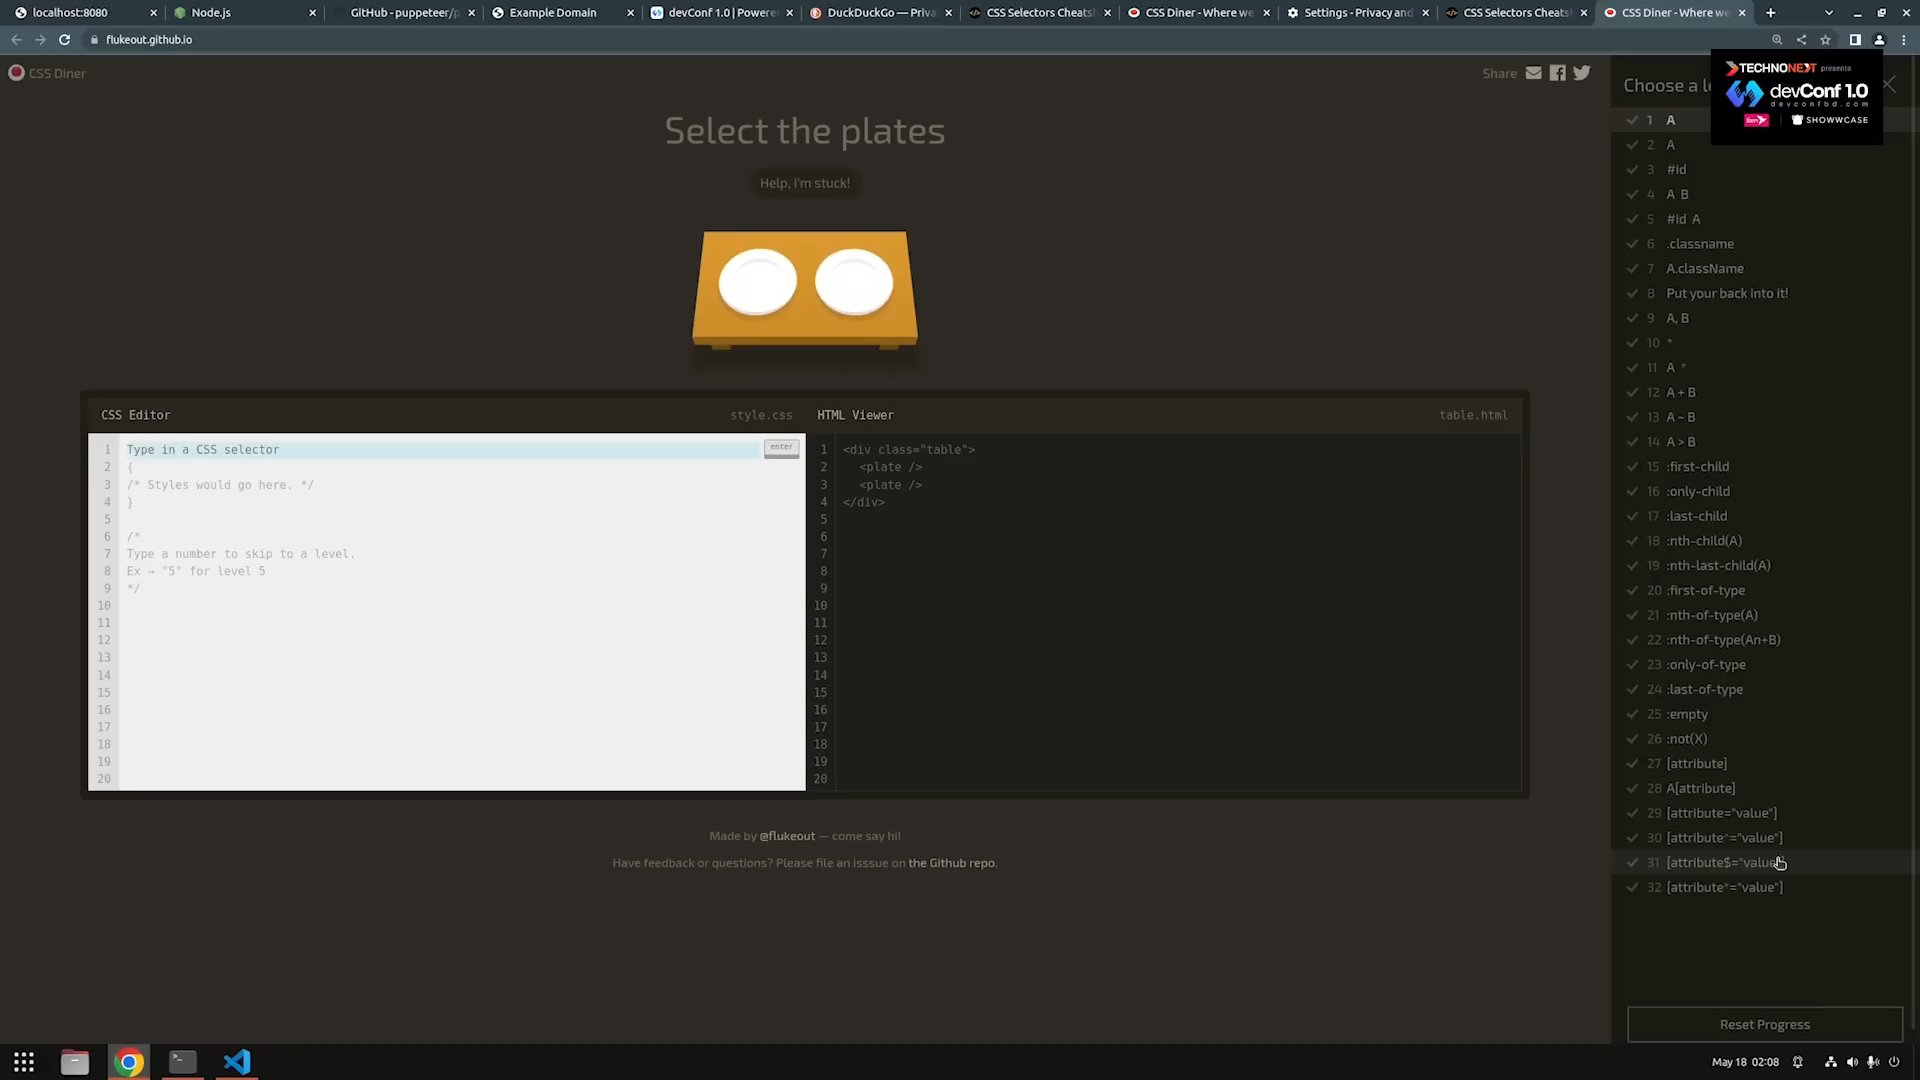 localhost:8080
Node.js
GitHub - puppeteer/p
Example Domain
devConf 1.0 | Powere
DuckDuckGo — Priva
CSS Selectors Cheats
CSS Diner - Where we
Settings - Privacy and
CSS Selectors Cheats
CSS Diner - Where we
flukeout.github.io
CSS Diner
Share
Select the plates
Help, I'm stuck!
CSS Editor
style.css
1 Type in a CSS selector
enter
2 {
3 /* Styles would go here. */
4 }
5
6 /*
7 Type a number to skip to a level.
8 Ex → "5" for level 5
9 */
10
11
12
13
14
15
16
17
18
19
20
HTML Viewer
table.html
1 <div class="table">
2 <plate />
3 <plate />
4 </div>
5
6
7
8
9
10
11
12
13
14
15
16
17
18
19
20
Made by @flukeout — come say hi!
Have feedback or questions? Please file an isssue on the Github repo.
Choose a l
TECHNONEXT presents
devConf 1.0
devconfbd.com
SHOWWCASE
1 A
2 A
3 #id
4 A B
5 #id A
6 .classname
7 A.className
8 Put your back into it!
9 A, B
10 *
11 A *
12 A + B
13 A ~ B
14 A > B
15 :first-child
16 :only-child
17 :last-child
18 :nth-child(A)
19 :nth-last-child(A)
20 :first-of-type
21 :nth-of-type(A)
22 :nth-of-type(An+B)
23 :only-of-type
24 :last-of-type
25 :empty
26 :not(X)
27 [attribute]
28 A[attribute]
29 [attribute="value"]
30 [attribute^="value"]
31 [attribute$="value"
32 [attribute*="value"]
Reset Progress
May 18 02:08